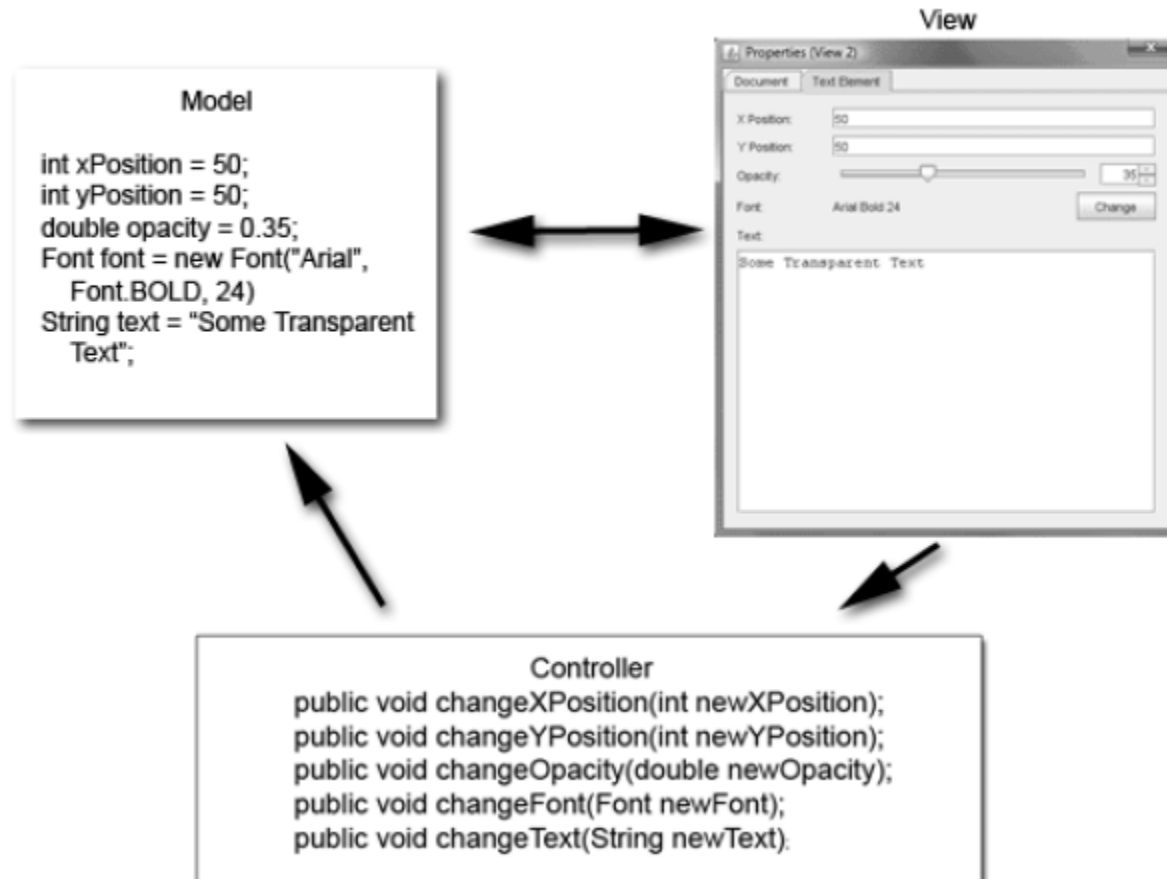 Model
int xPosition = 50;
int yPosition = 50;
double opacity = 0.35;
Font font = new Font("Arial",
Font.BOLD, 24)
String text = "Some Transparent
Text";
View
Properties (View 2)
Document Text Element
X Position: 50
Y Position: 50
Opacity: 35
Font: Arial Bold 24 Change
Text:
Some Transparent Text
Controller
public void changeXPosition(int newXPosition);
public void changeYPosition(int newYPosition);
public void changeOpacity(double newOpacity);
public void changeFont(Font newFont);
public void changeText(String newText);